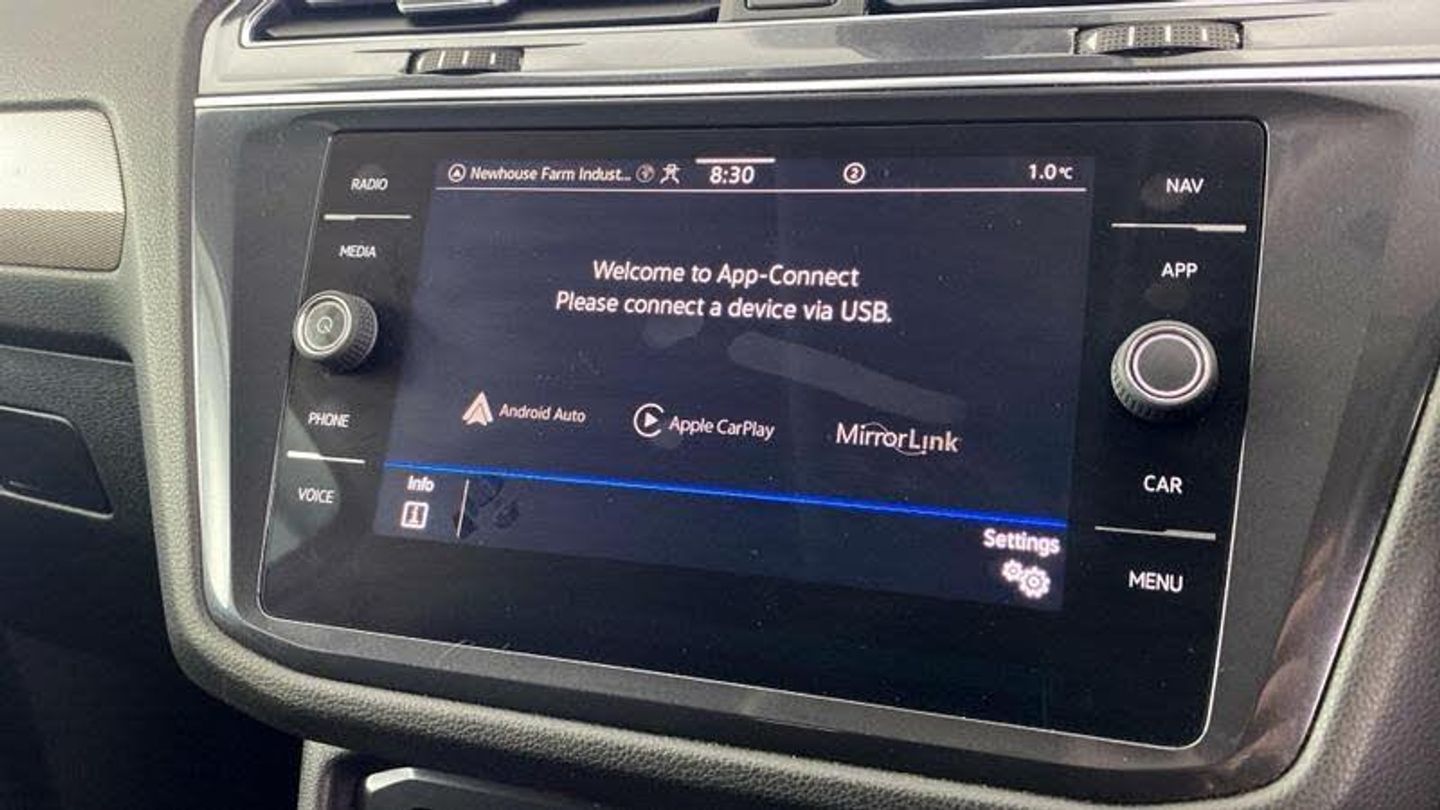 RADIO
MEDIA
PHONE
VOICE
Newhouse Farm Indust... 8:30 2 1.0°C
Welcome to App-Connect
Please connect a device via USB.
Android Auto Apple CarPlay MirrorLink
Info
Settings
NAV
APP
CAR
MENU